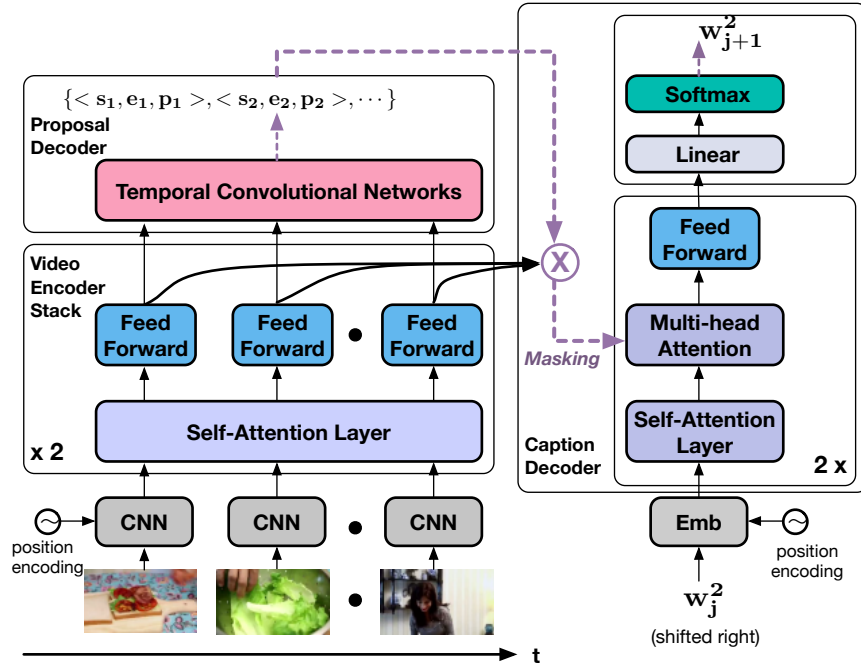 {< s₁, e₁, p₁ >, < s₂, e₂, p₂ >, ⋯}
Proposal
Decoder
Temporal Convolutional Networks
Video
Encoder
Stack
Feed
Forward
Feed
Forward
Feed
Forward
Self-Attention Layer
x 2
CNN
CNN
CNN
position
encoding
t
X
Masking
w²ⱼ₊₁
Softmax
Linear
Feed
Forward
Multi-head
Attention
Self-Attention
Layer
Caption
Decoder
2 x
Emb
position
encoding
w²ⱼ
(shifted right)